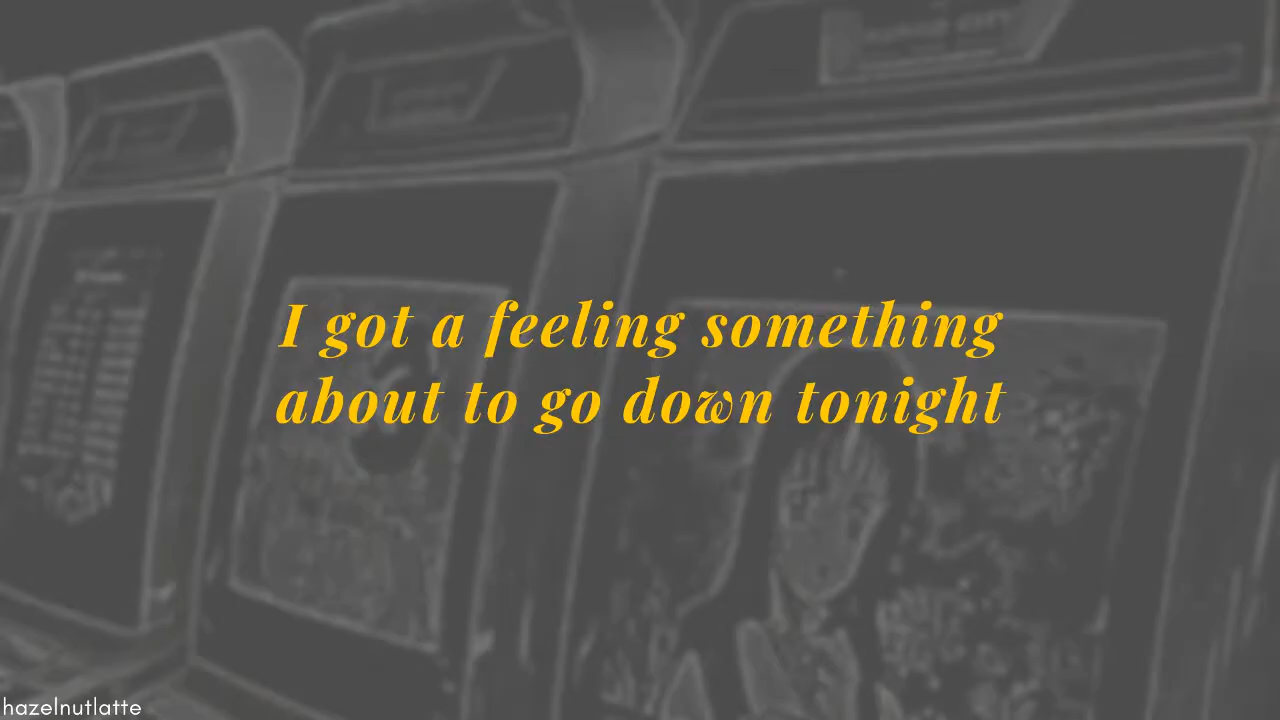 I got a feeling something
about to go down tonight
hazelnutlatte